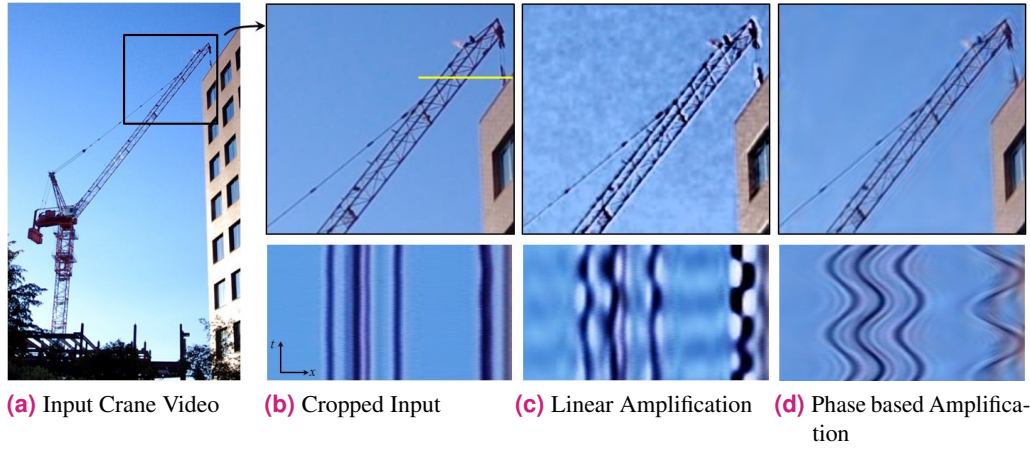 t
x
(a) Input Crane Video
(b) Cropped Input
(c) Linear Amplification
(d) Phase based Amplifica-
tion